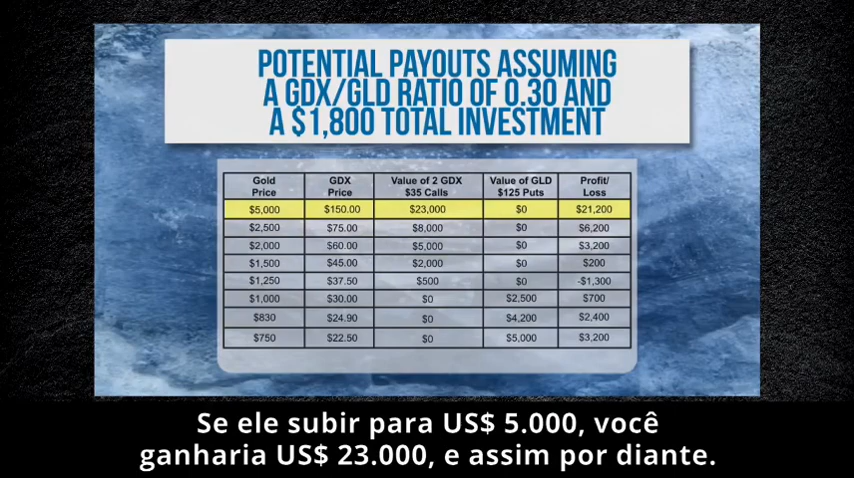 POTENTIAL PAYOUTS ASSUMING
A GDX/GLD RATIO OF 0.30 AND
A $1,800 TOTAL INVESTMENT
Gold Price GDX Price Value of 2 GDX $35 Calls Value of GLD $125 Puts Profit/ Loss
$5,000 $150.00 $23,000 $0 $21,200
$2,500 $75.00 $8,000 $0 $6,200
$2,000 $60.00 $5,000 $0 $3,200
$1,500 $45.00 $2,000 $0 $200
$1,250 $37.50 $500 $0 -$1,300
$1,000 $30.00 $0 $2,500 $700
$830 $24.90 $0 $4,200 $2,400
$750 $22.50 $0 $5,000 $3,200
Se ele subir para US$ 5.000, você
ganharia US$ 23.000, e assim por diante.